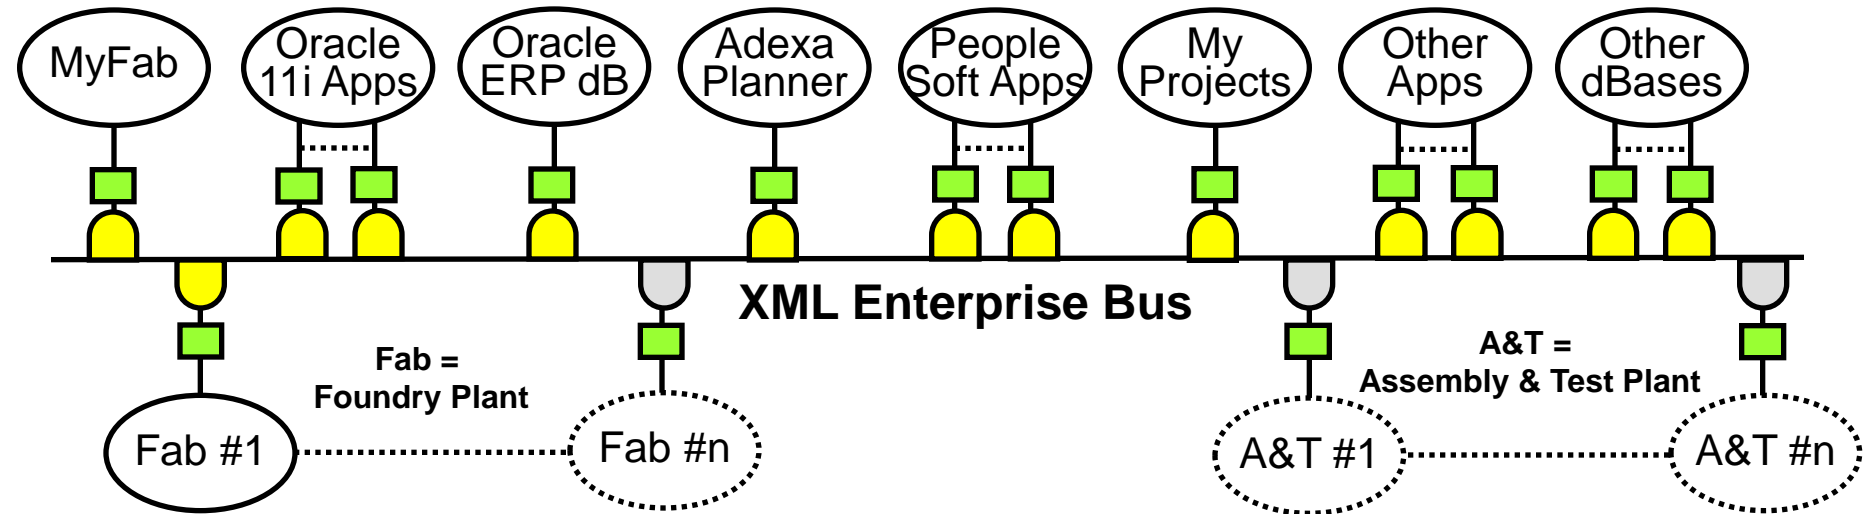 MyFab
Oracle
11i Apps
Oracle
ERP dB
Adexa
Planner
People
Soft Apps
My
Projects
Other
Apps
Other
dBases
XML Enterprise Bus
Fab =
Foundry Plant
A&T =
Assembly & Test Plant
Fab #1
Fab #n
A&T #1
A&T #n